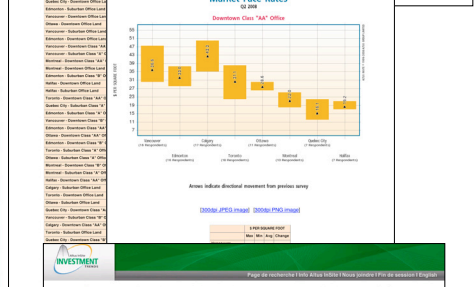 Market Face Rates
Q2 2008
Downtown Class "AA" Office
Quebec City - Downtown Office Land
Edmonton - Suburban Office Land
Vancouver - Downtown Office Land
Ottawa - Downtown Office Land
Edmonton - Downtown Office Land
Vancouver - Downtown Class "AA"
Vancouver - Suburban Class "A" O
Montreal - Suburban Office Land
Montreal - Downtown Class "AA" O
Edmonton - Suburban Class "B" O
Halifax - Downtown Office Land
Halifax - Suburban Office Land
Toronto - Downtown Class "AA" O
Quebec City - Suburban Class "A"
Edmonton - Suburban Class "A" O
Vancouver - Downtown Class "B"
Edmonton - Downtown Class "AA"
Ottawa - Downtown Class "AA" O
Edmonton - Downtown Class "B" O
Toronto - Suburban Class "A" Offi
Ottawa - Suburban Class "A" Offic
Montreal - Suburban Class "A" Of
Halifax - Downtown Class "AA" Off
Calgary - Suburban Office Land
Toronto - Downtown Office Land
Ottawa - Suburban Office Land
Quebec City - Downtown Class "A
Vancouver - Suburban Class "B" O
Calgary - Downtown Class "AA" O
Toronto - Suburban Office Land
Quebec City - Downtown Class "B"
$ PER SQUARE FOOT
55
51
47
43
39
35
31
27
23
19
15
11
7
Vancouver
Calgary
Ottawa
Quebec City
Edmonton
Toronto
Montreal
Halifax
Arrows indicate directional movement from previous survey
[300dpi JPEG image] [300dpi PNG image]
$ PER SQUARE FOOT
Max Min Avg Change
INVESTMENT
Page de recherche I Info Altus InSite I Nous joindre I Fin de session I English